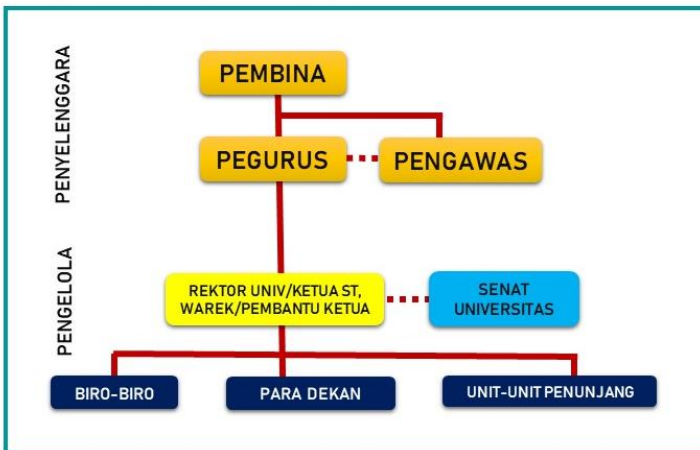 PENYELENGGARA
PEMBINA
PEGURUS
PENGAWAS
PENGELOLA
REKTOR UNIV/KETUA ST,
WAREK/PEMBANTU KETUA
SENAT
UNIVERSITAS
BIRO-BIRO
PARA DEKAN
UNIT-UNIT PENUNJANG